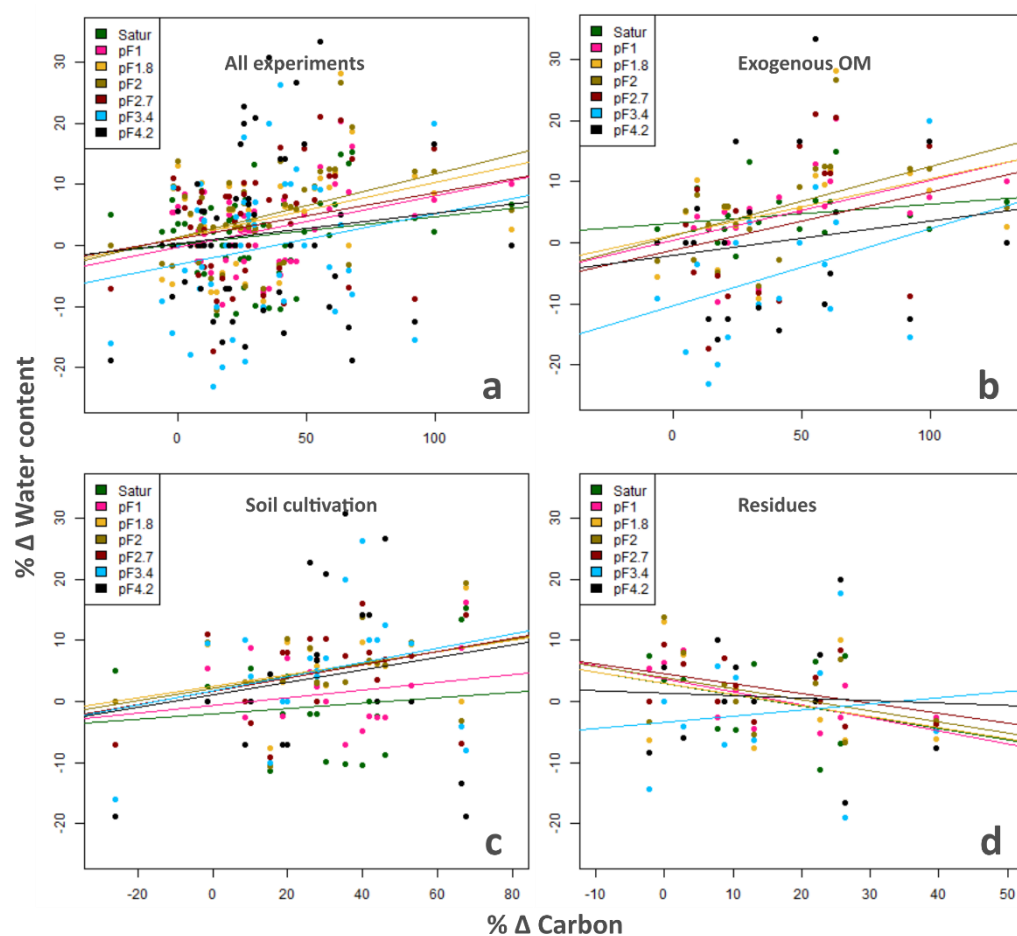 % Δ Water content
All experiments
Satur
pF1
pF1.8
pF2
pF2.7
pF3.4
pF4.2
30
20
10
0
-10
-20
0
50
100
a
Exogenous OM
Satur
pF1
pF1.8
pF2
pF2.7
pF3.4
pF4.2
30
20
10
0
-10
-20
0
50
100
b
Soil cultivation
Satur
pF1
pF1.8
pF2
pF2.7
pF3.4
pF4.2
30
20
10
0
-10
-20
-20
0
20
40
60
80
c
Residues
Satur
pF1
pF1.8
pF2
pF2.7
pF3.4
pF4.2
30
20
10
0
-10
-20
-10
0
10
20
30
40
50
d
% Δ Carbon